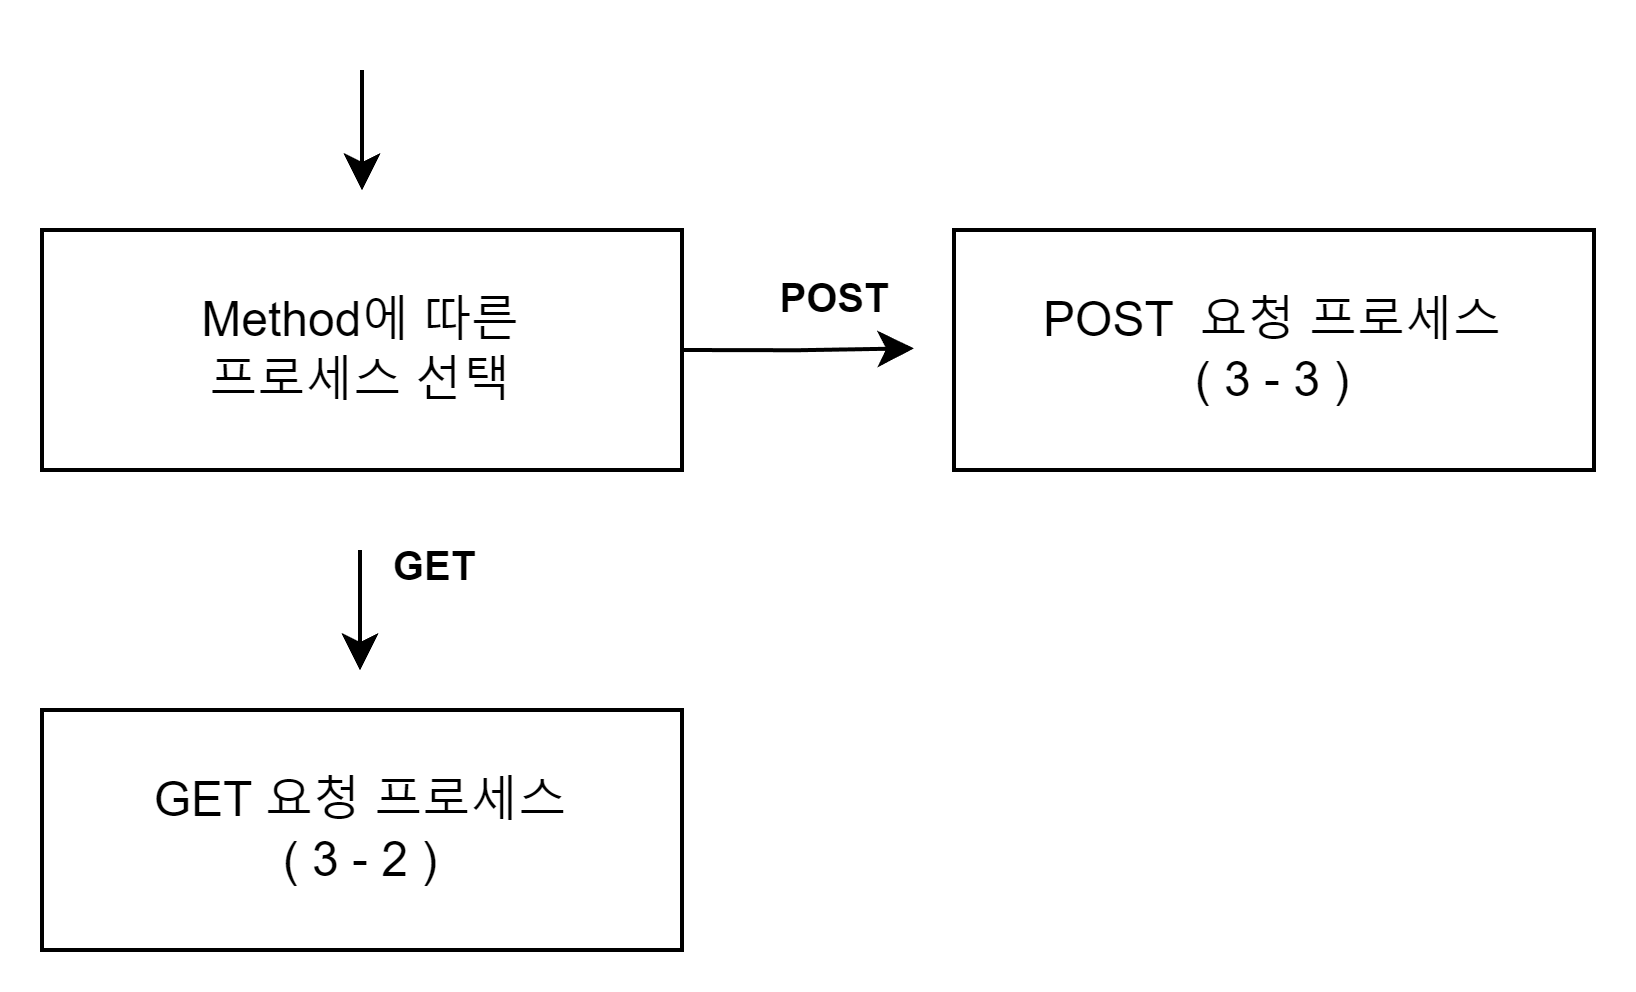 Method에 따른
프로세스 선택
POST
POST 요청 프로세스
( 3 - 3 )
GET
GET 요청 프로세스
( 3 - 2 )